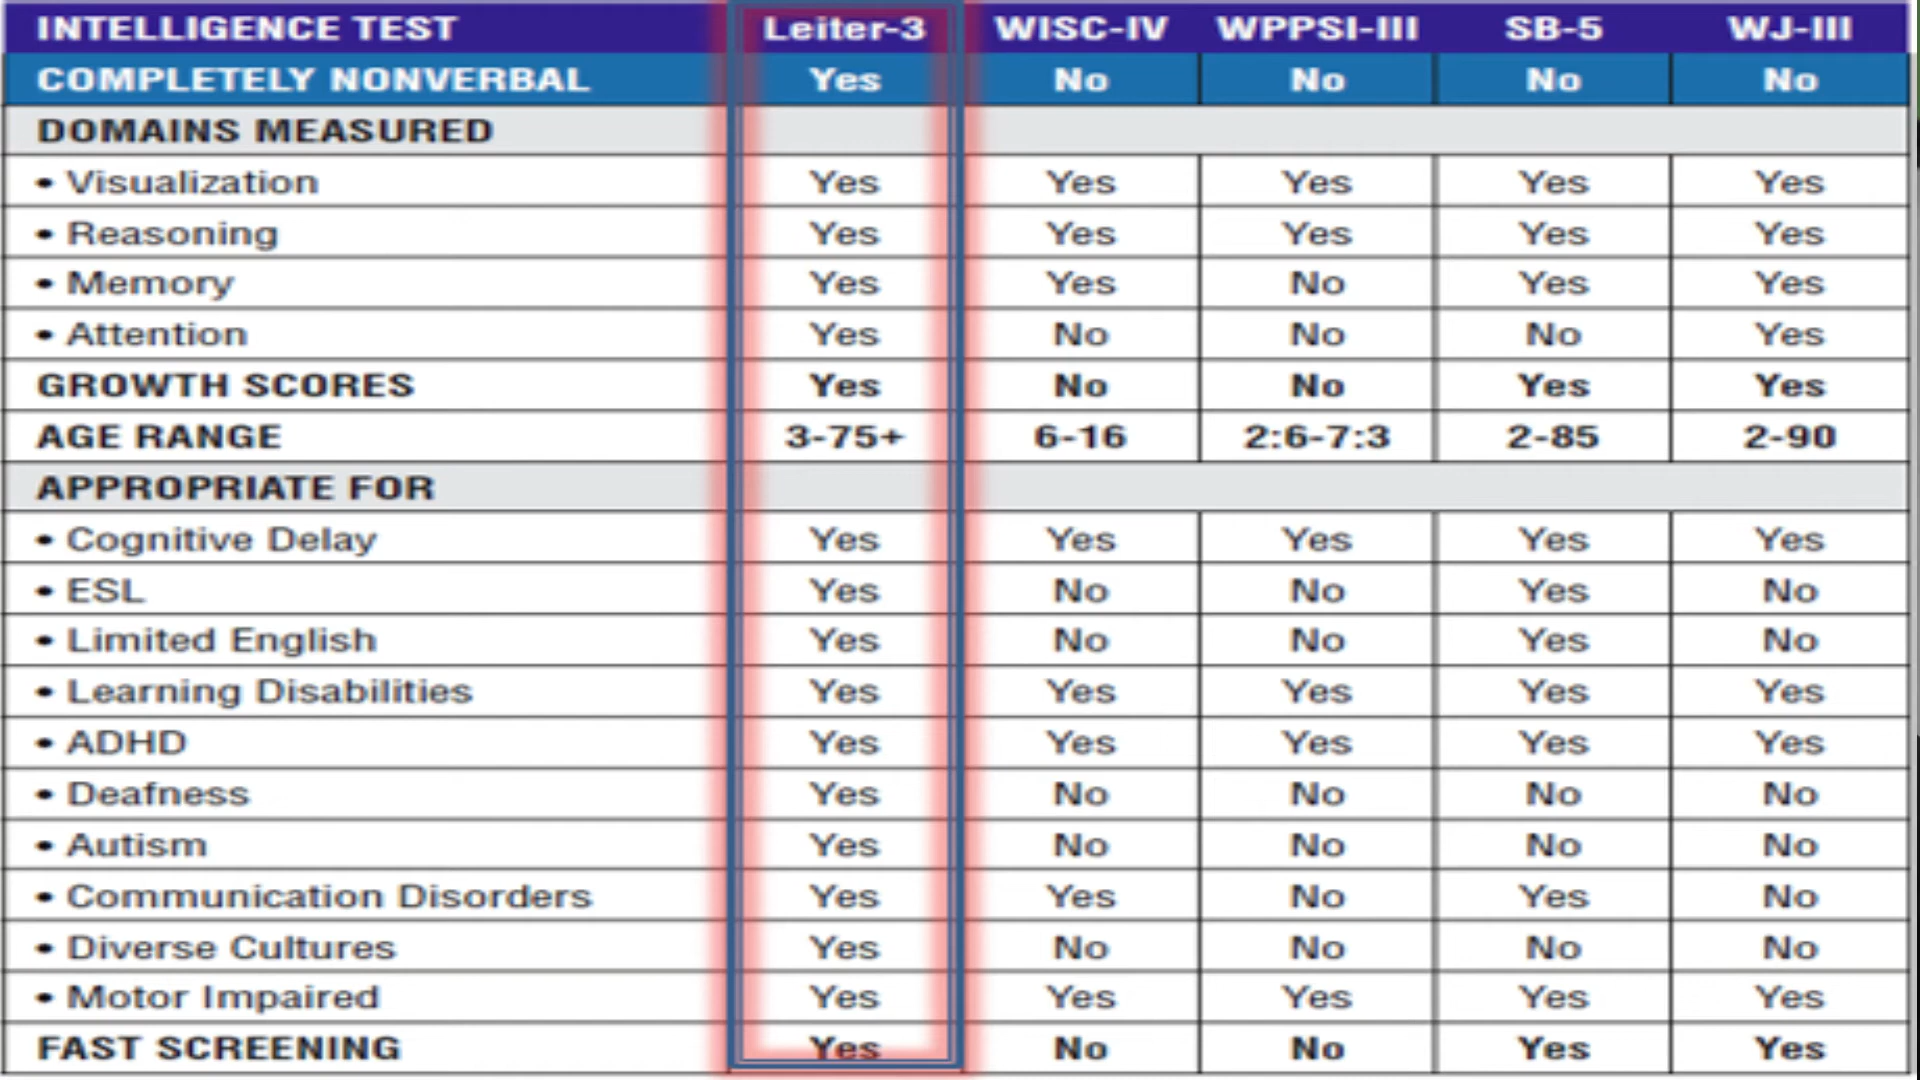 INTELLIGENCE TEST Leiter-3 WISC-IV WPPSI-III SB-5 WJ-III
COMPLETELY NONVERBAL Yes No No No No
DOMAINS MEASURED
• Visualization Yes Yes Yes Yes Yes
• Reasoning Yes Yes Yes Yes Yes
• Memory Yes Yes No Yes Yes
• Attention Yes No No No Yes
GROWTH SCORES Yes No No Yes Yes
AGE RANGE 3-75+ 6-16 2:6-7:3 2-85 2-90
APPROPRIATE FOR
• Cognitive Delay Yes Yes Yes Yes Yes
• ESL Yes No No Yes No
• Limited English Yes No No Yes No
• Learning Disabilities Yes Yes Yes Yes Yes
• ADHD Yes Yes Yes Yes Yes
• Deafness Yes No No No No
• Autism Yes No No No No
• Communication Disorders Yes Yes No Yes No
• Diverse Cultures Yes No No No No
• Motor Impaired Yes Yes Yes Yes Yes
FAST SCREENING Yes No No Yes Yes